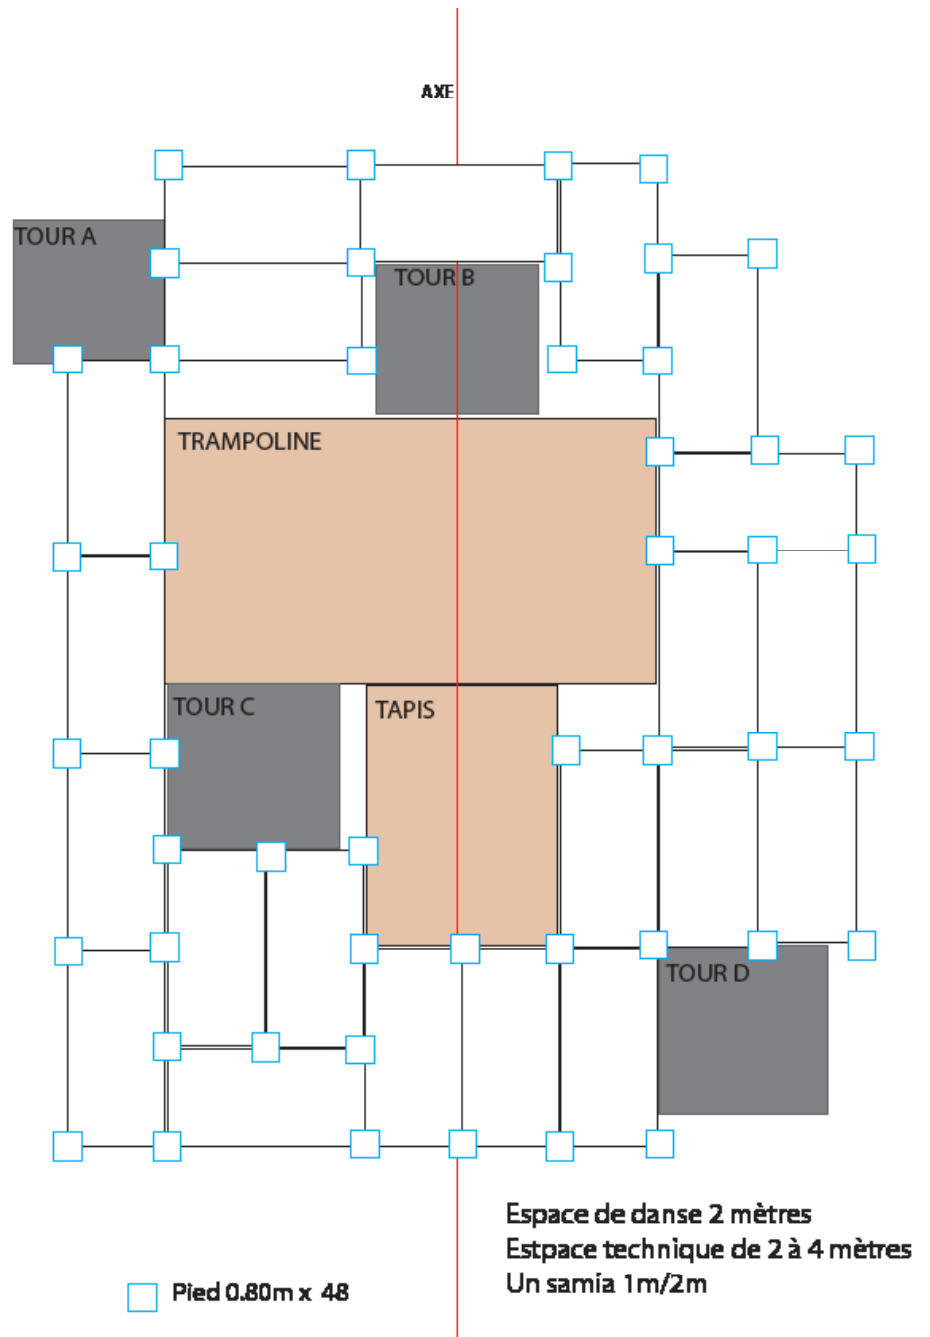 AXE
TOUR A
TOUR B
TRAMPOLINE
TOUR C
TAPIS
TOUR D
Espace de danse 2 mètres
Estpace technique de 2 à 4 mètres
Un samia 1m/2m
Pied 0.80m x 48